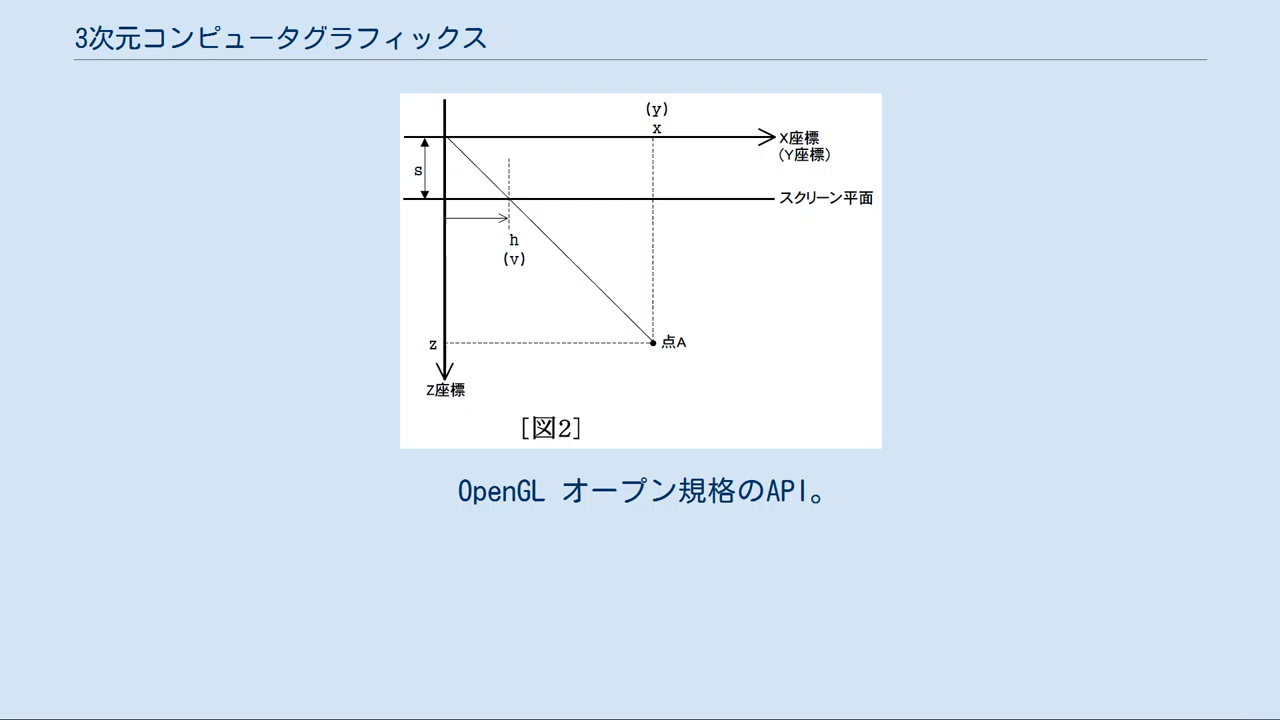 3次元コンピュータグラフィックス
(y)
x
X座標
(Y座標)
s
スクリーン平面
h
(v)
z
点A
Z座標
[図2]
OpenGL オープン規格のAPI。